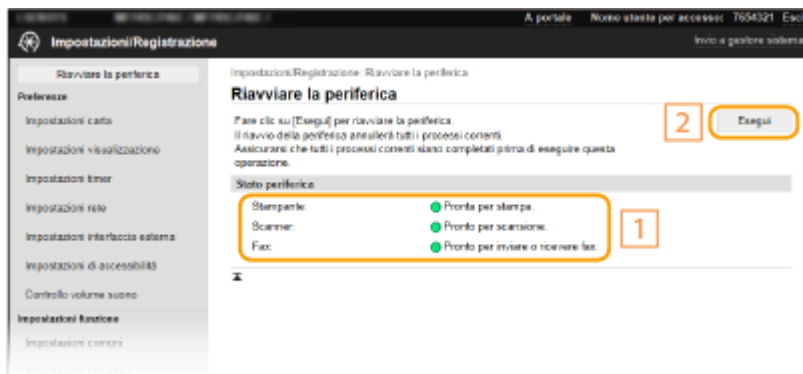 A portale Nome utente per accesso: 7654321 Esci
Impostazioni/Registrazione
Invio a gestore sistema
Riavviare la periferica
Preferenze
Impostazioni carta
Impostazioni visualizzazione
Impostazioni timer
Impostazioni rete
Impostazioni interfaccia esterna
Impostazioni di accessibilità
Controllo volume suono
Impostazioni funzione
Impostazioni comuni
Impostazioni/Registrazione: Riavviare la periferica
Riavviare la periferica
Fare clic su [Esegui] per riavviare la periferica.
Il riavvio della periferica annullerà tutti i processi correnti.
Assicurarsi che tutti i processi correnti siano completati prima di eseguire questa
operazione.
2
Esegui
Stato periferica
Stampante: Pronta per stampa.
Scanner: Pronto per scansione.
Fax: Pronto per inviare o ricevere fax.
1